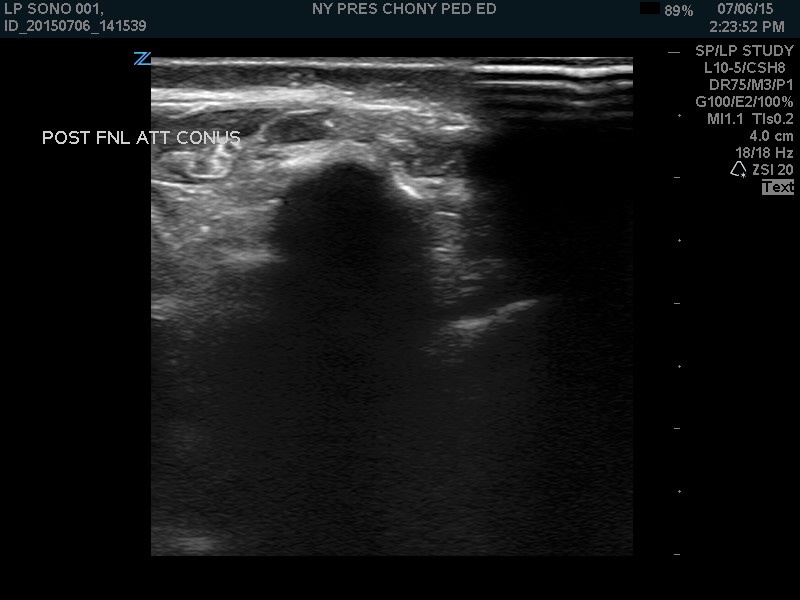 LP SONO 001,
ID_20150706_141539
NY PRES CHONY PED ED
89%
07/06/15
2:23:52 PM
Z
SP/LP STUDY
L10-5/CSH8
DR75/M3/P1
G100/E2/100%
MI1.1 TIs0.2
4.0 cm
18/18 Hz
ZSI 20
Text
POST FNL ATT CONUS